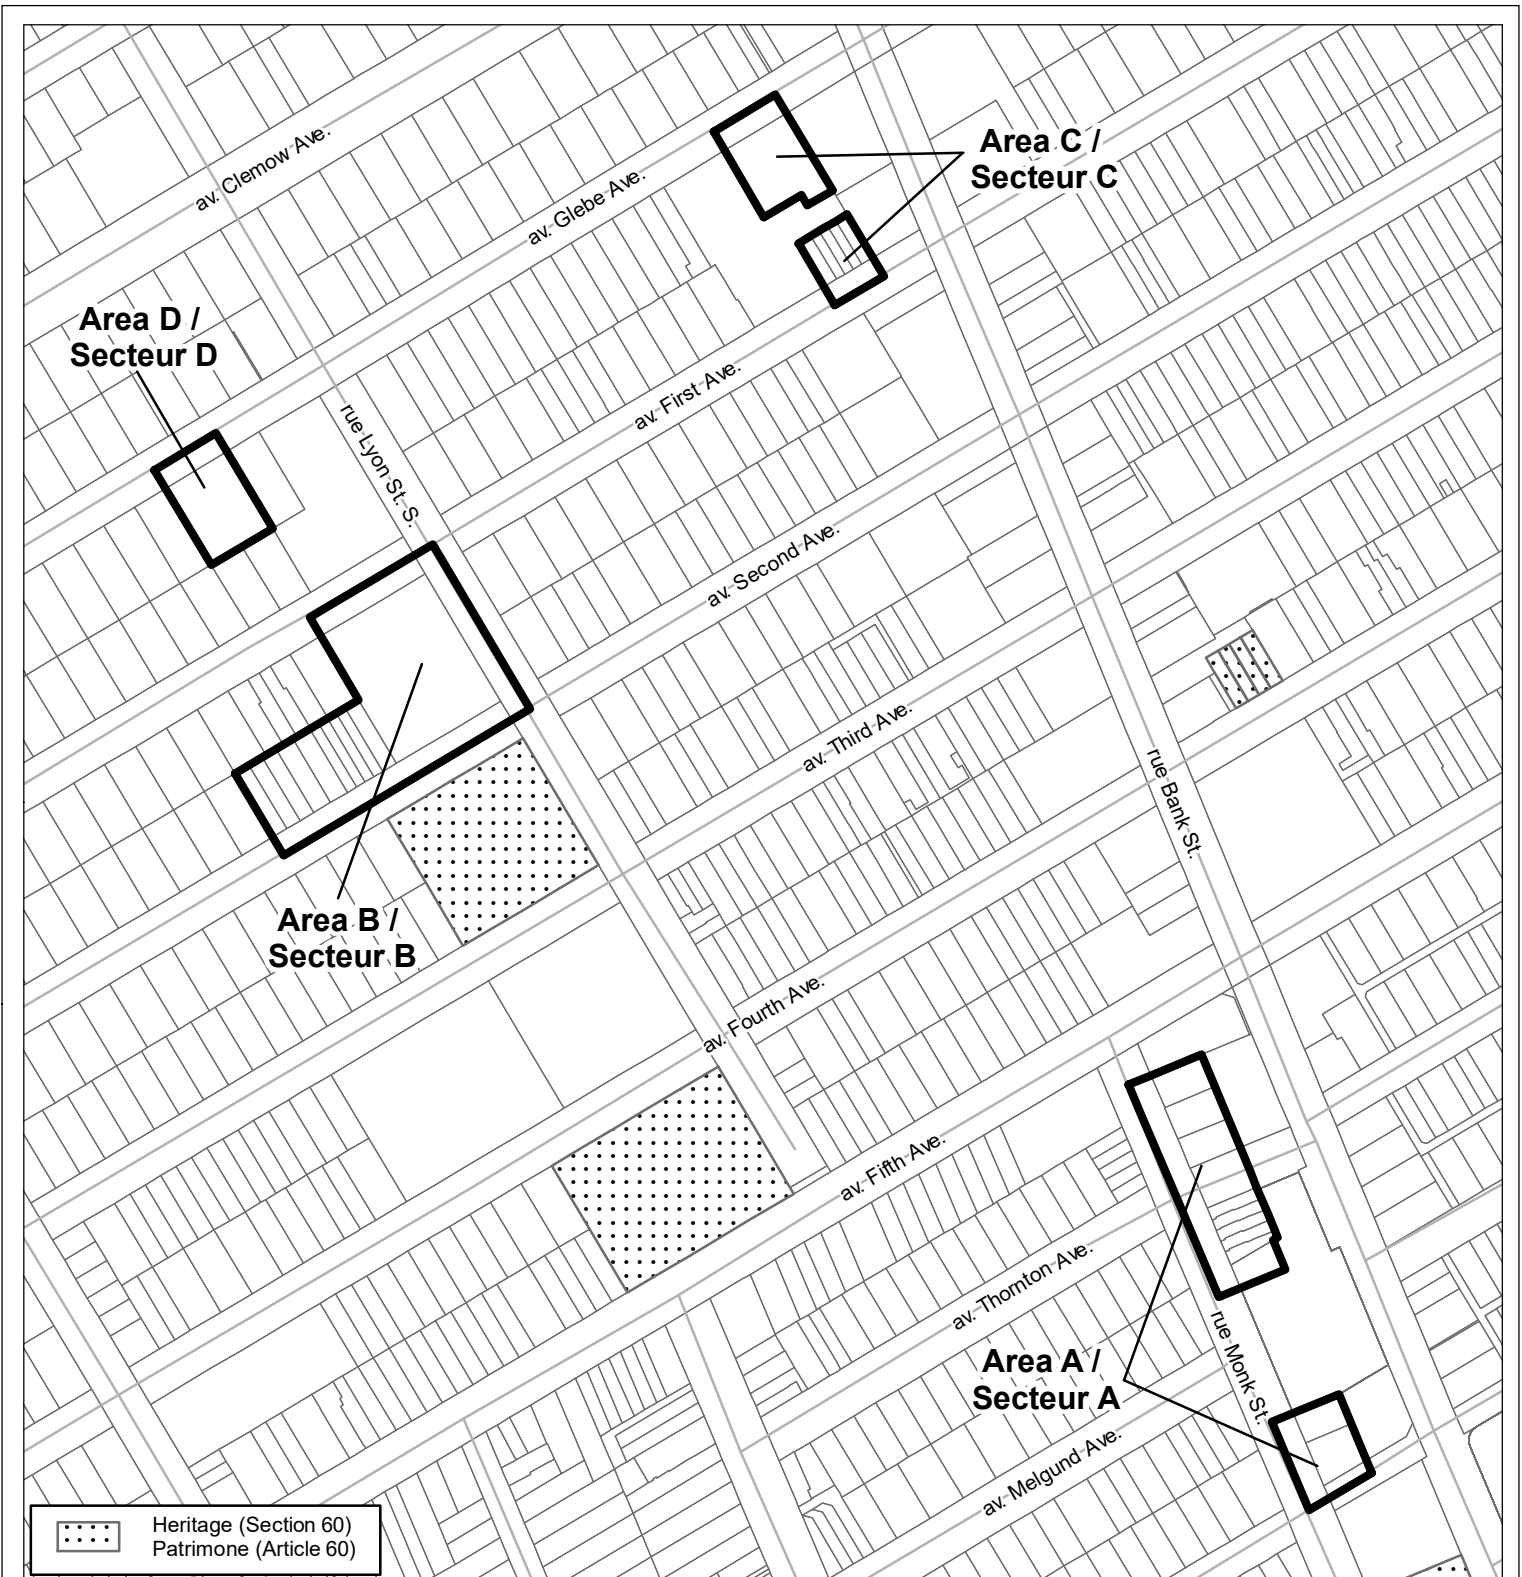 Area C /
Secteur C
av. Clemow Ave.
av. Glebe Ave.
Area D /
Secteur D
av. First Ave.
rue Lyon St. S.
av. Second Ave.
av. Third Ave.
rue Bank St.
Area B /
Secteur B
av. Fourth Ave.
av. Fifth Ave.
av. Thornton Ave.
rue Monk St.
Area A /
Secteur A
av. Melgund Ave.
Heritage (Section 60)
Patrimone (Article 60)